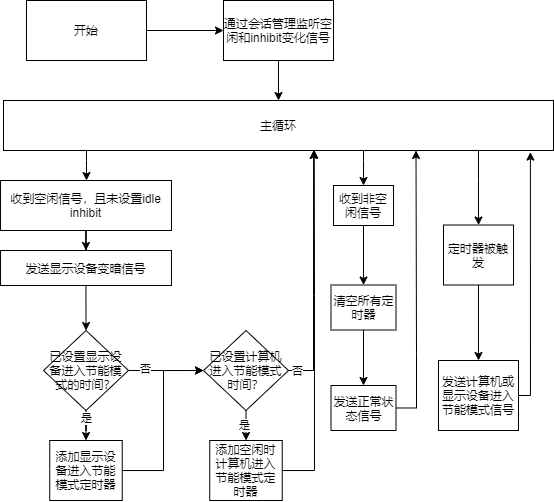 开始
通过会话管理监听空
闲和inhibit变化信号
主循环
收到空闲信号，且未设置idle
inhibit
发送显示设备变暗信号
已设置显示设
备进入节能模
式的时间？
否
是
添加显示设
备进入节能
模式定时器
已设置计算机
进入节能模式
时间？
否
是
添加空闲时
计算机进入
节能模式定时
器
收到非空
闲信号
清空所有定
时器
发送正常状
态信号
定时器被触
发
发送计算机或
显示设备进入
节能模式信号